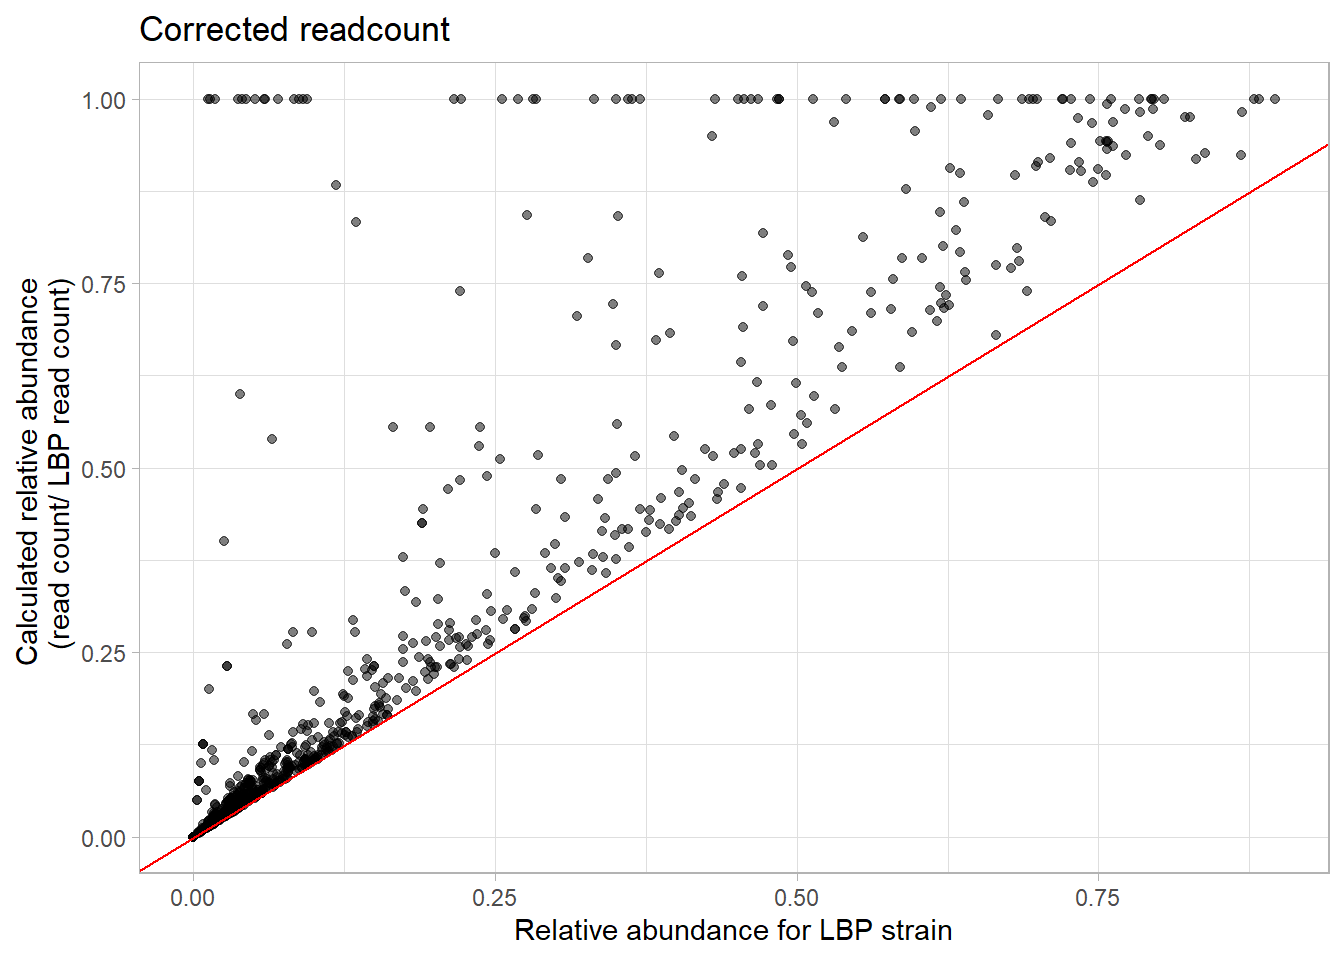 Corrected readcount
Calculated relative abundance
(read count/ LBP read count)
1.00
0.75
0.50
0.25
0.00
0.00
0.25
0.50
0.75
Relative abundance for LBP strain